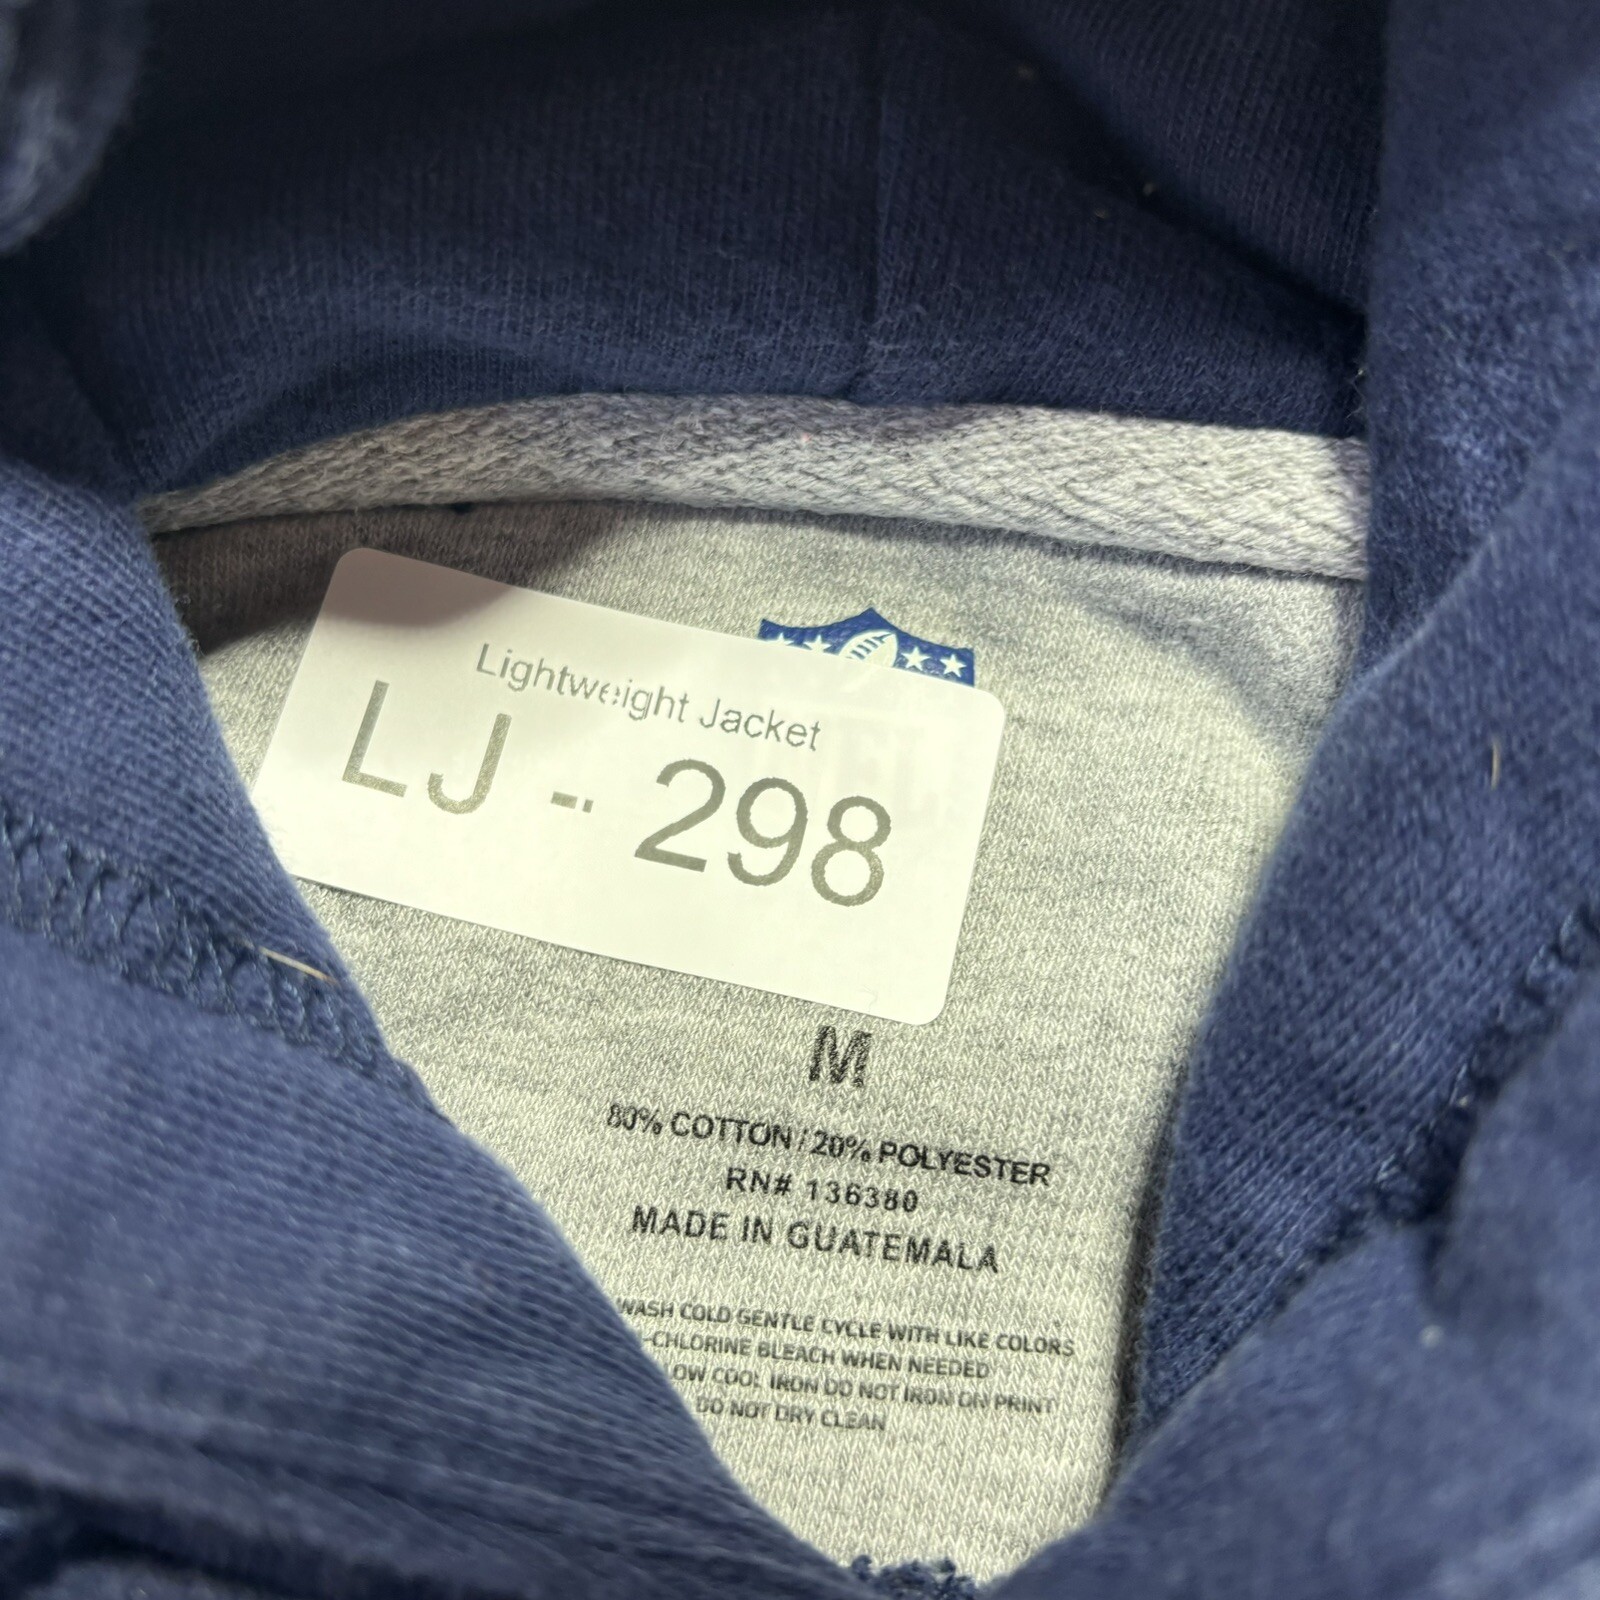 Lightweight Jacket
LJ - 298
M
80% COTTON / 20% POLYESTER
RN# 136380
MADE IN GUATEMALA
WASH COLD GENTLE CYCLE WITH LIKE COLORS
-CHLORINE BLEACH WHEN NEEDED
OW COOL IRON DO NOT IRON ON PRINT
DO NOT DRY CLEAN